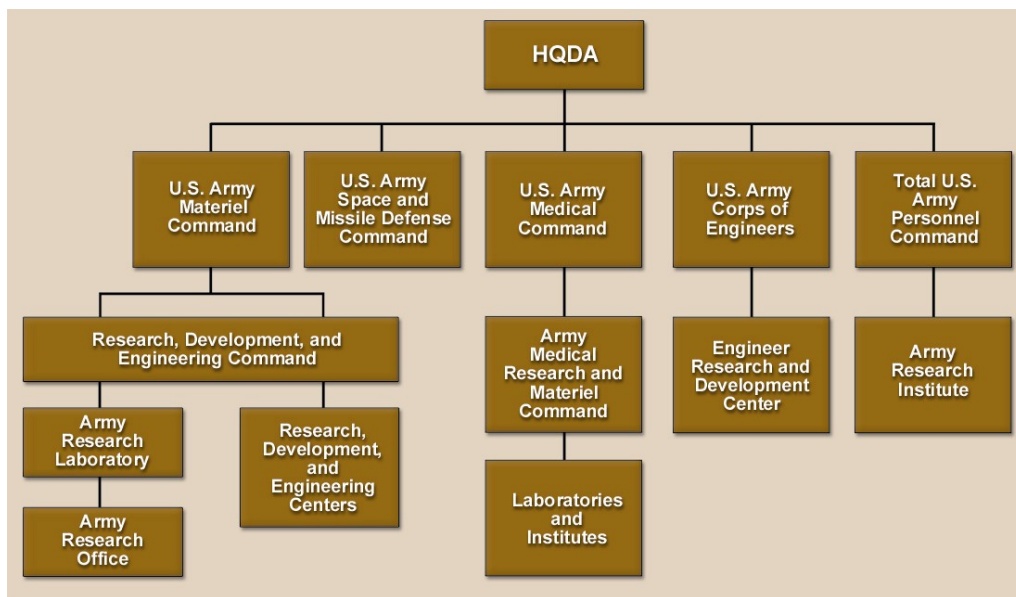 HQDA
U.S. Army
Materiel
Command
U.S. Army
Space and
Missile Defense
Command
U.S. Army
Medical
Command
U.S. Army
Corps of
Engineers
Total U.S.
Army
Personnel
Command
Research, Development, and
Engineering Command
Army
Medical
Research and
Materiel
Command
Engineer
Research and
Development
Center
Army
Research
Institute
Army
Research
Laboratory
Research,
Development,
and
Engineering
Centers
Laboratories
and
Institutes
Army
Research
Office